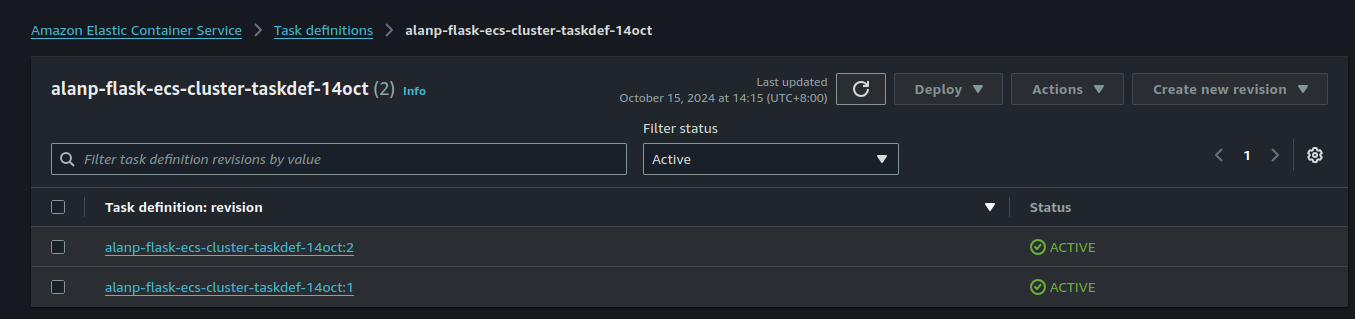 Amazon Elastic Container Service > Task definitions > alanp-flask-ecs-cluster-taskdef-14oct
alanp-flask-ecs-cluster-taskdef-14oct (2) Info
Last updated
October 15, 2024 at 14:15 (UTC+8:00)
Deploy
Actions
Create new revision
Filter task definition revisions by value
Filter status
Active
1
Task definition: revision
Status
alanp-flask-ecs-cluster-taskdef-14oct:2
ACTIVE
alanp-flask-ecs-cluster-taskdef-14oct:1
ACTIVE